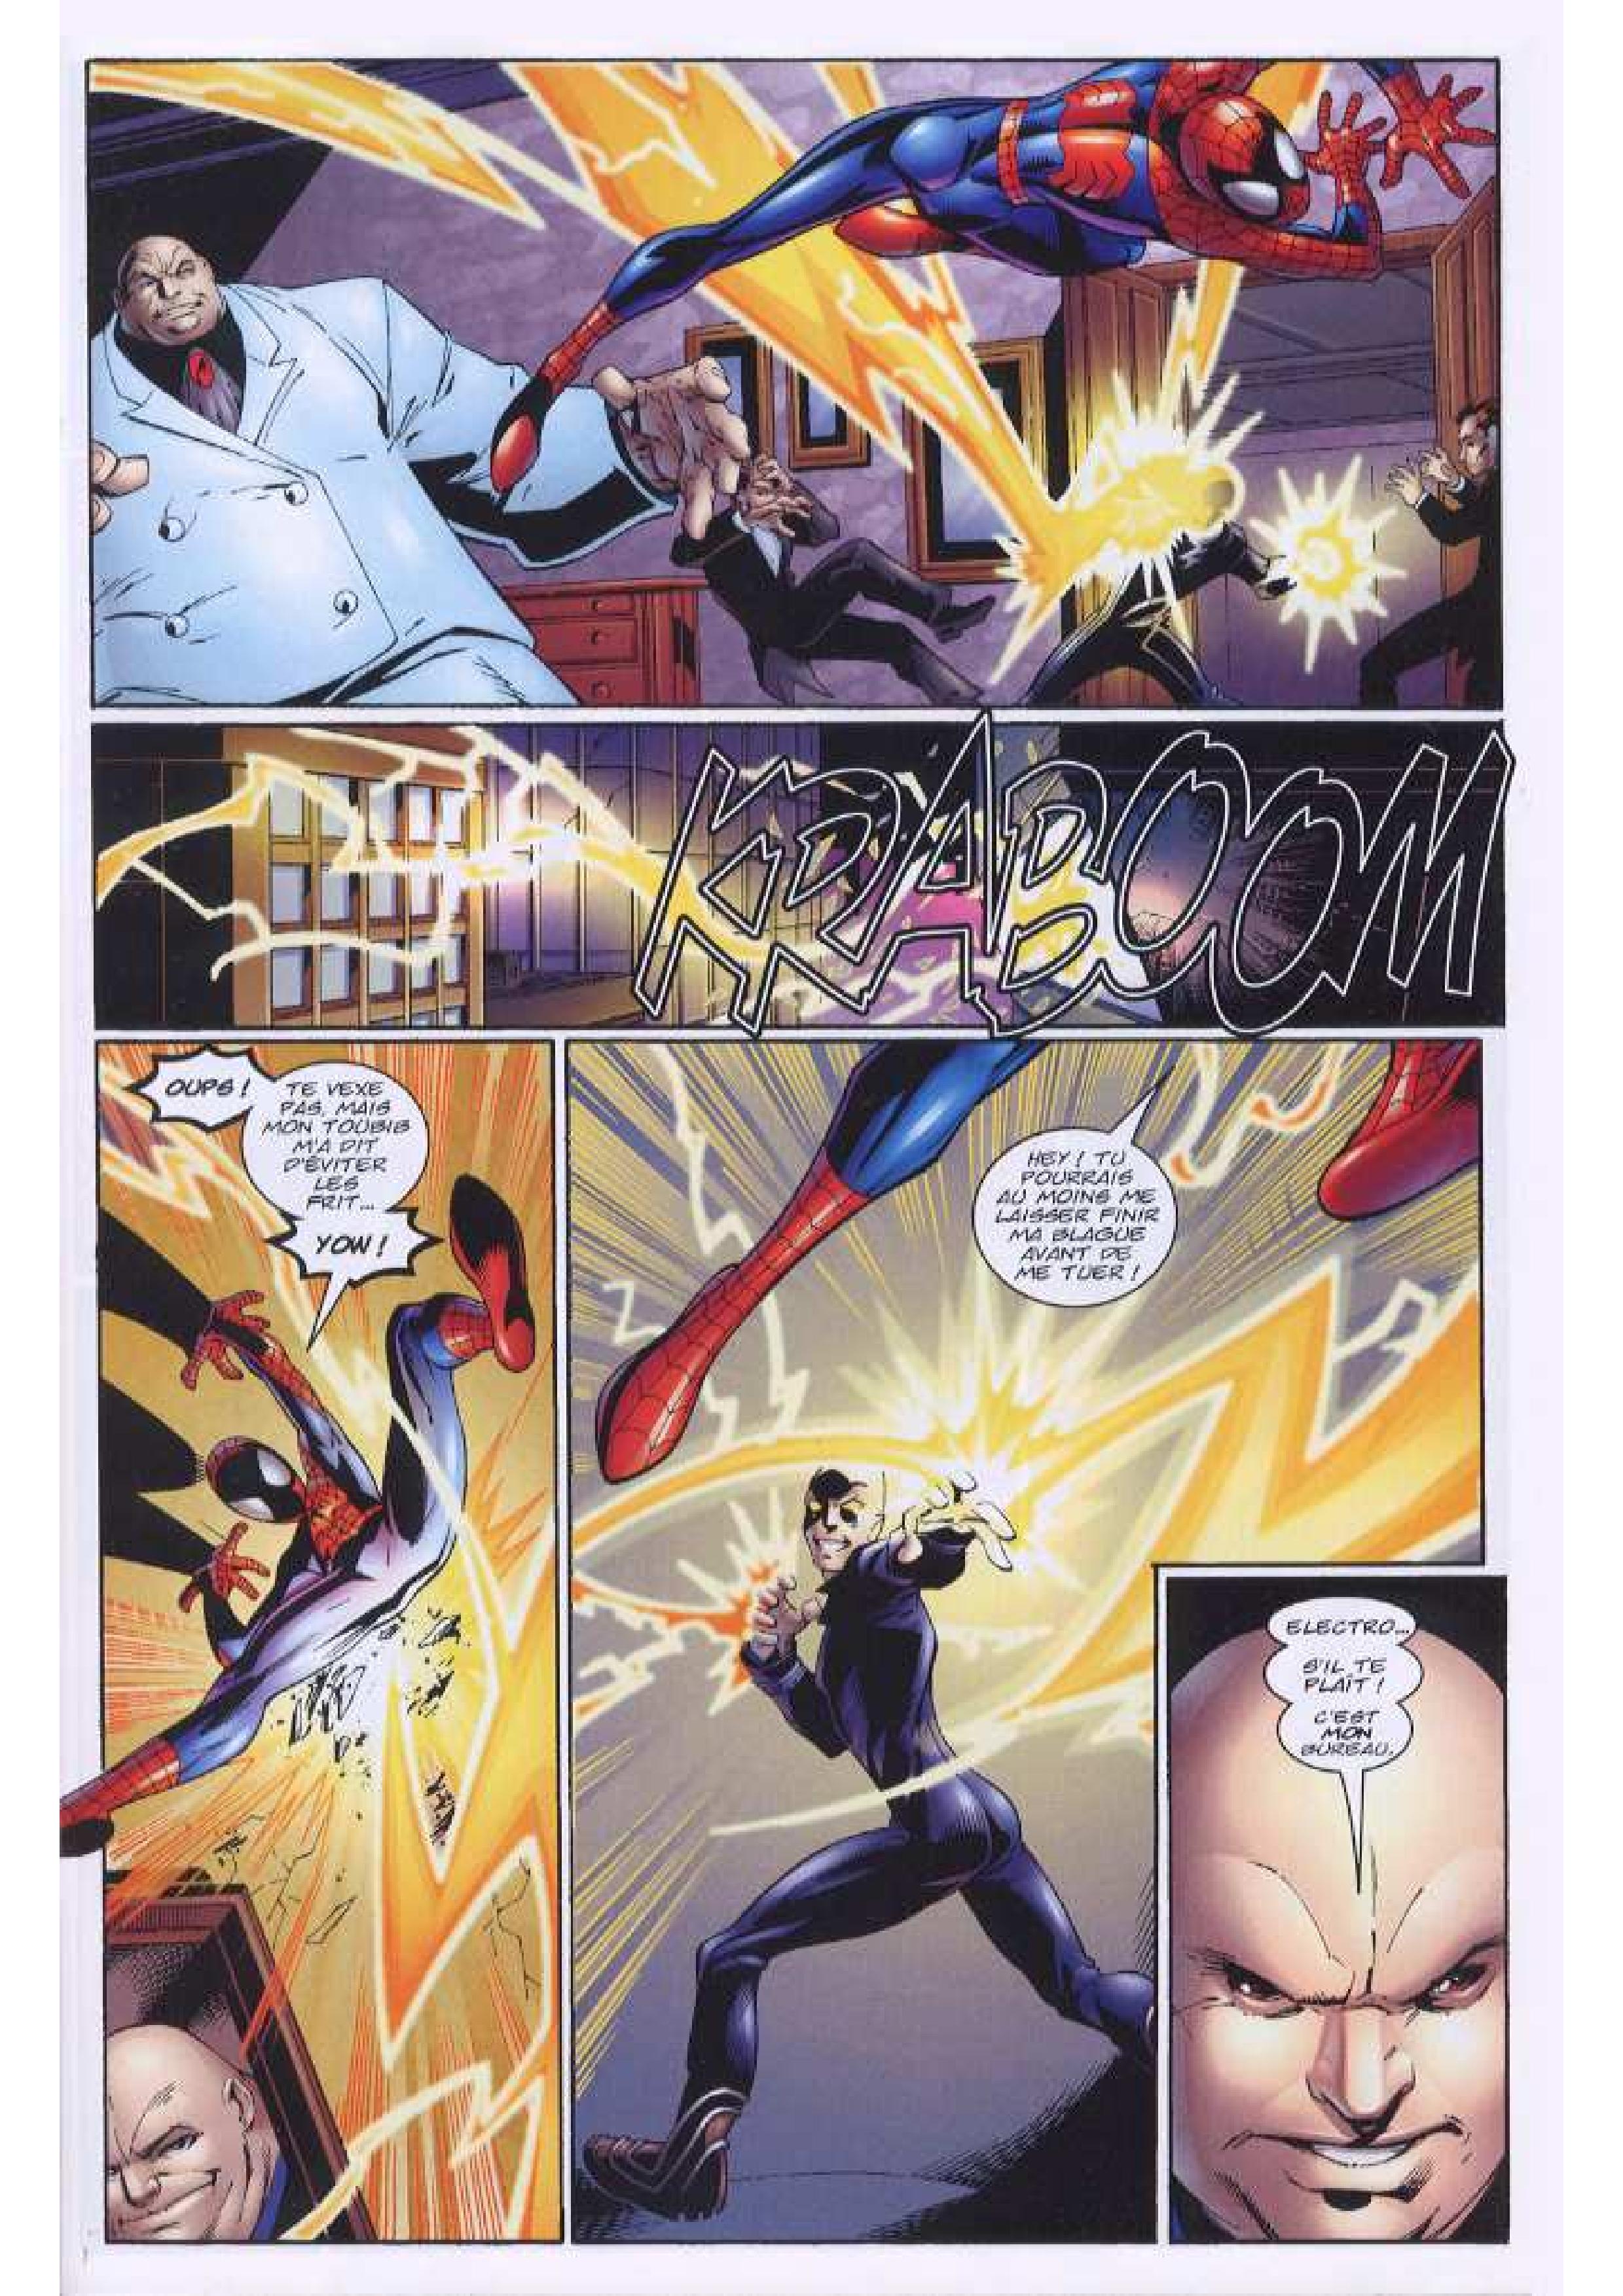 KRABOOM
OUPS !
TE VEXE
PAS, MAIS
MON TOUBIB
M'A DIT
D'ÉVITER
LES
FRIT...
YOW !
HEY ! TU
POURRAIS
AU MOINS ME
LAISSER FINIR
MA BLAGUE
AVANT DE
ME TUER !
ELECTRO...
S'IL TE
PLAÎT !
C'EST
MON
BUREAU.